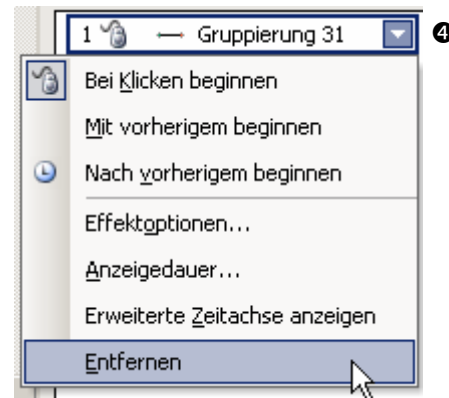 1 Gruppierung 31 ❹
Bei Klicken beginnen
Mit vorherigem beginnen
Nach vorherigem beginnen
Effektoptionen...
Anzeigedauer...
Erweiterte Zeitachse anzeigen
Entfernen